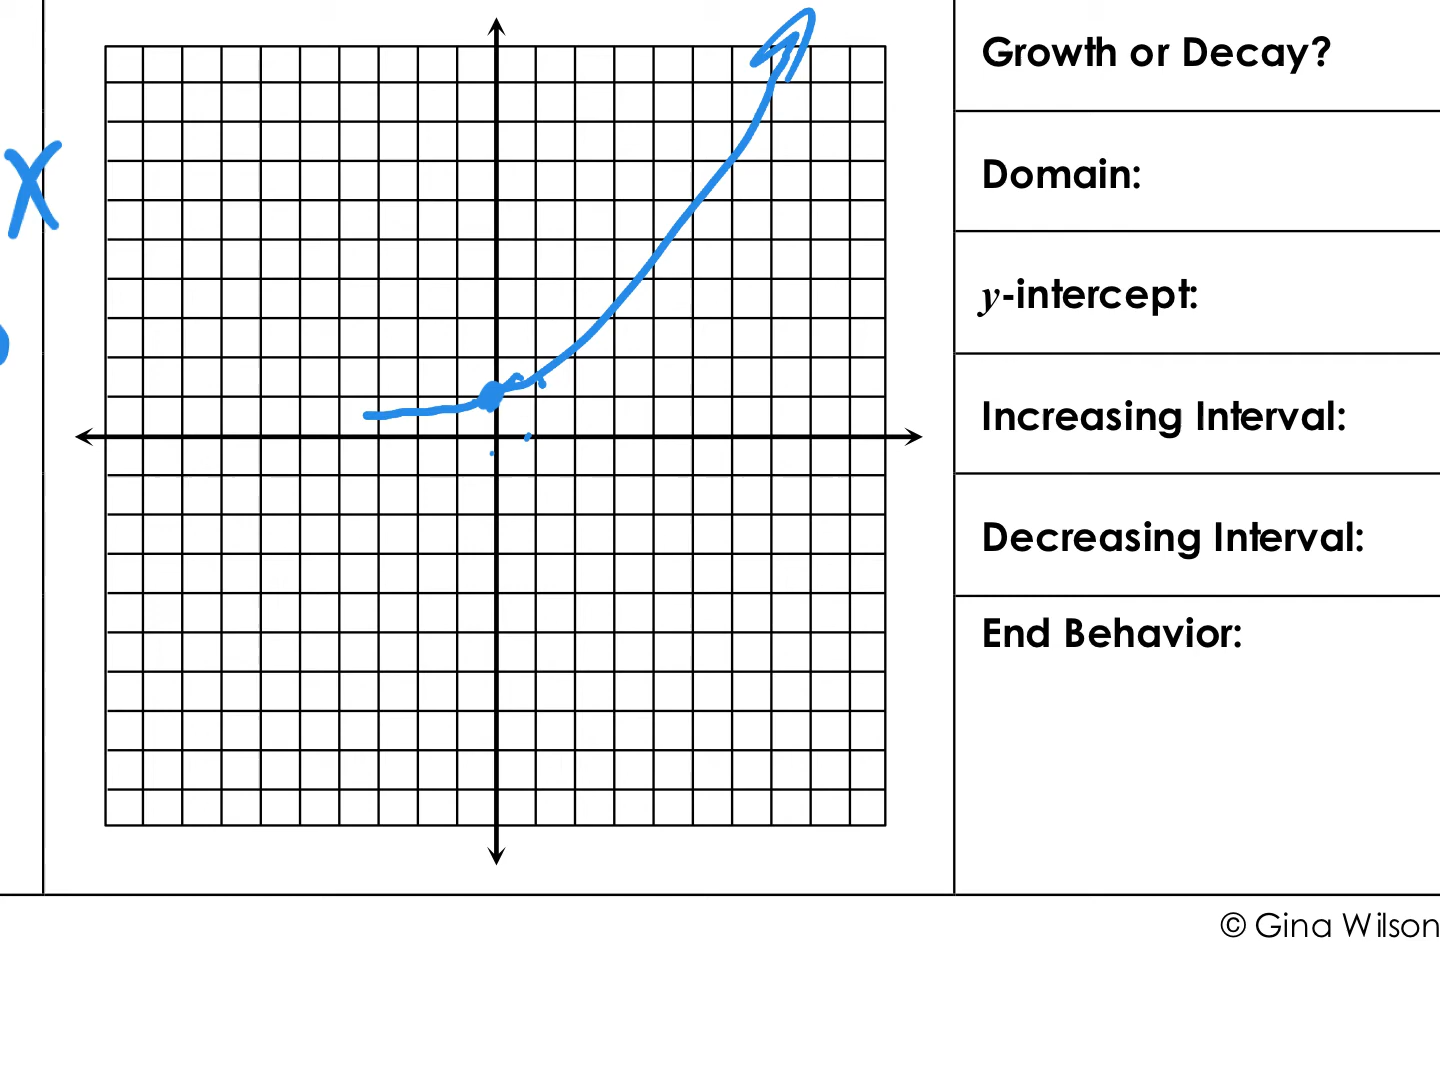 Growth or Decay?
Domain:
x
y-intercept:
Increasing Interval:
Decreasing Interval:
End Behavior:
© Gina Wilson